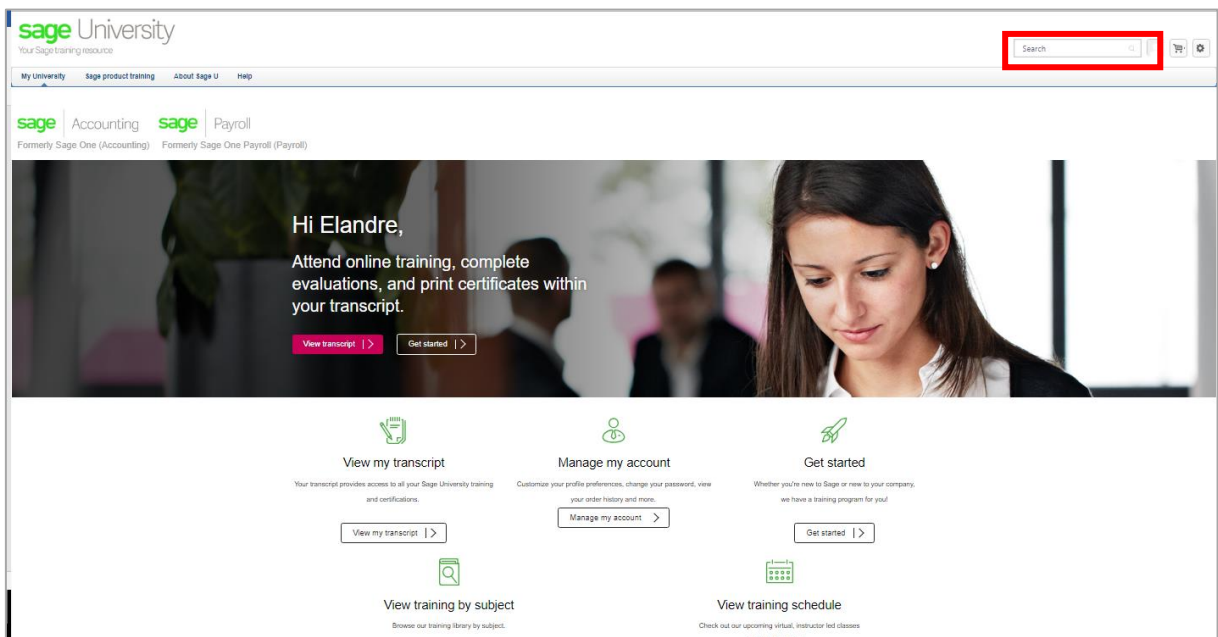 sage University
Your Sage training resource
Search
My University Sage product training About Sage U Help
sage Accounting sage Payroll
Formerly Sage One (Accounting) Formerly Sage One Payroll (Payroll)
Hi Elandre,
Attend online training, complete
evaluations, and print certificates within
your transcript.
View transcript Get started
View my transcript
Your transcript provides access to all your Sage University training
and certifications.
View my transcript
Manage my account
Customize your profile preferences, change your password, view
your order history and more.
Manage my account
Get started
Whether you're new to Sage or new to your company,
we have a training program for you!
Get started
View training by subject
Browse our training library by subject.
View training schedule
Check out our upcoming virtual, instructor led classes